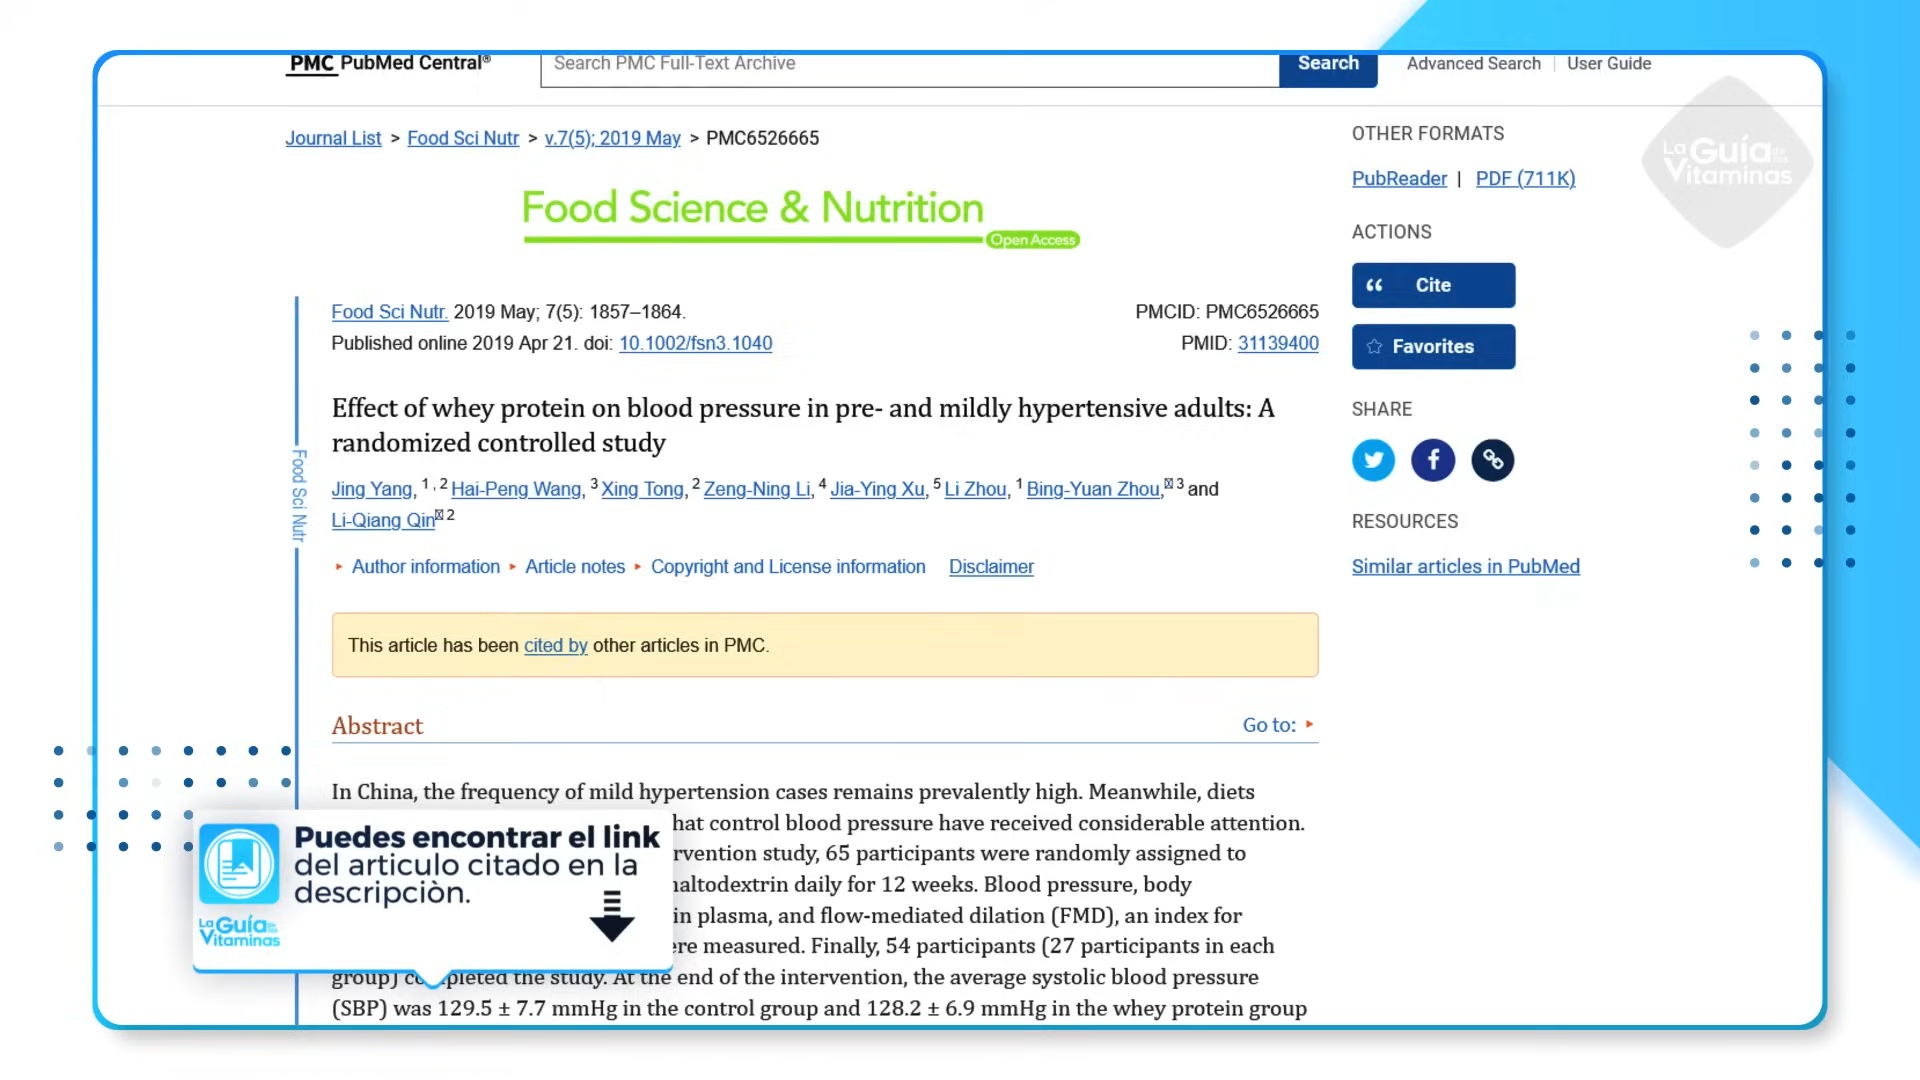 PMC PubMed Central®
Search PMC Full-Text Archive
Search
Advanced Search
User Guide
Journal List > Food Sci Nutr > v.7(5); 2019 May > PMC6526665
Food Science & Nutrition
Open Access
Food Sci Nutr. 2019 May; 7(5): 1857–1864.
PMCID: PMC6526665
Published online 2019 Apr 21. doi: 10.1002/fsn3.1040
PMID: 31139400
Effect of whey protein on blood pressure in pre- and mildly hypertensive adults: A
randomized controlled study
Jing Yang, 1, 2 Hai-Peng Wang, 3 Xing Tong, 2 Zeng-Ning Li, 4 Jia-Ying Xu, 5 Li Zhou, 1 Bing-Yuan Zhou, 3 and
Li-Qiang Qin 2
Author information
Article notes
Copyright and License information
Disclaimer
This article has been cited by other articles in PMC.
Abstract
Go to:
In China, the frequency of mild hypertension cases remains prevalently high. Meanwhile, diets
hat control blood pressure have received considerable attention.
rvention study, 65 participants were randomly assigned to
altodextrin daily for 12 weeks. Blood pressure, body
in plasma, and flow-mediated dilation (FMD), an index for
re measured. Finally, 54 participants (27 participants in each
group) completed the study. At the end of the intervention, the average systolic blood pressure
(SBP) was 129.5 ± 7.7 mmHg in the control group and 128.2 ± 6.9 mmHg in the whey protein group
Food Sci Nutr
OTHER FORMATS
PubReader | PDF (711K)
ACTIONS
Cite
Favorites
SHARE
RESOURCES
Similar articles in PubMed
La Guía de las
Vitaminas
Puedes encontrar el link
del articulo citado en la
descripciòn.
La Guía de las
Vitaminas